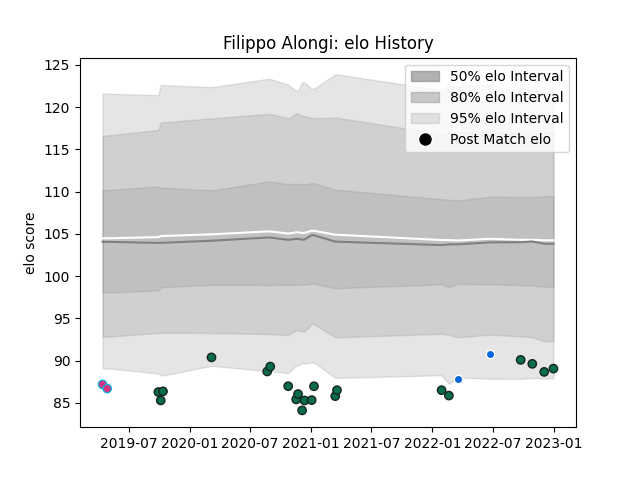 Filippo Alongi: elo History
125
120
115
110
105
100
95
90
85
elo score
50% elo Interval
80% elo Interval
95% elo Interval
Post Match elo
2019-07 2020-01 2020-07 2021-01 2021-07 2022-01 2022-07 2023-01